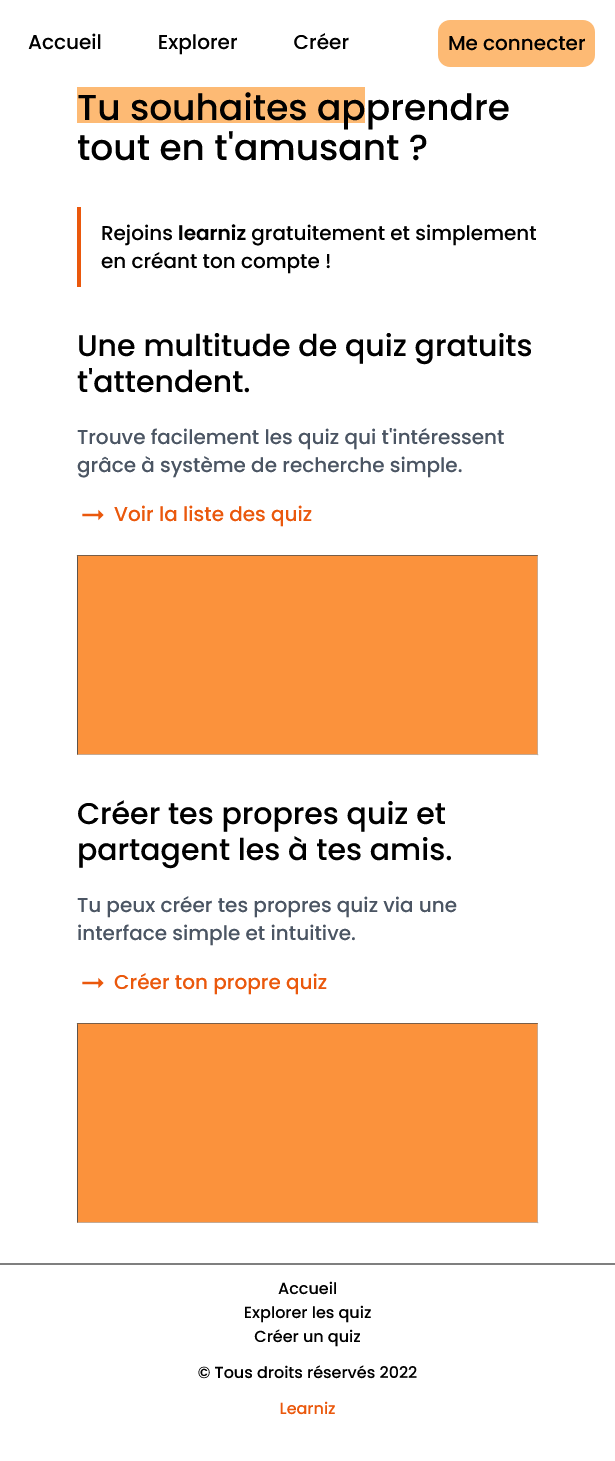 Accueil Explorer Créer Me connecter
Tu souhaites apprendre
tout en t'amusant ?
Rejoins learniz gratuitement et simplement
en créant ton compte !
Une multitude de quiz gratuits
t'attendent.
Trouve facilement les quiz qui t'intéressent
grâce à système de recherche simple.
→ Voir la liste des quiz
Créer tes propres quiz et
partagent les à tes amis.
Tu peux créer tes propres quiz via une
interface simple et intuitive.
→ Créer ton propre quiz
Accueil
Explorer les quiz
Créer un quiz
© Tous droits réservés 2022
Learniz